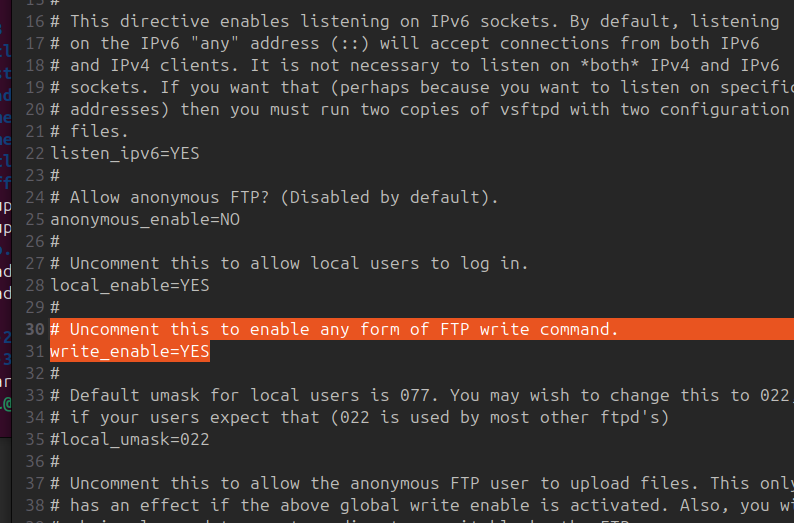 16 # This directive enables listening on IPv6 sockets. By default, listening
17 # on the IPv6 "any" address (::) will accept connections from both IPv6
18 # and IPv4 clients. It is not necessary to listen on *both* IPv4 and IPv6
19 # sockets. If you want that (perhaps because you want to listen on specific
20 # addresses) then you must run two copies of vsftpd with two configuration
21 # files.
22 listen_ipv6=YES
23 #
24 # Allow anonymous FTP? (Disabled by default).
25 anonymous_enable=NO
26 #
27 # Uncomment this to allow local users to log in.
28 local_enable=YES
29 #
30 # Uncomment this to enable any form of FTP write command.
31 write_enable=YES
32 #
33 # Default umask for local users is 077. You may wish to change this to 022,
34 # if your users expect that (022 is used by most other ftpd's)
35 #local_umask=022
36 #
37 # Uncomment this to allow the anonymous FTP user to upload files. This only
38 # has an effect if the above global write enable is activated. Also, you wi